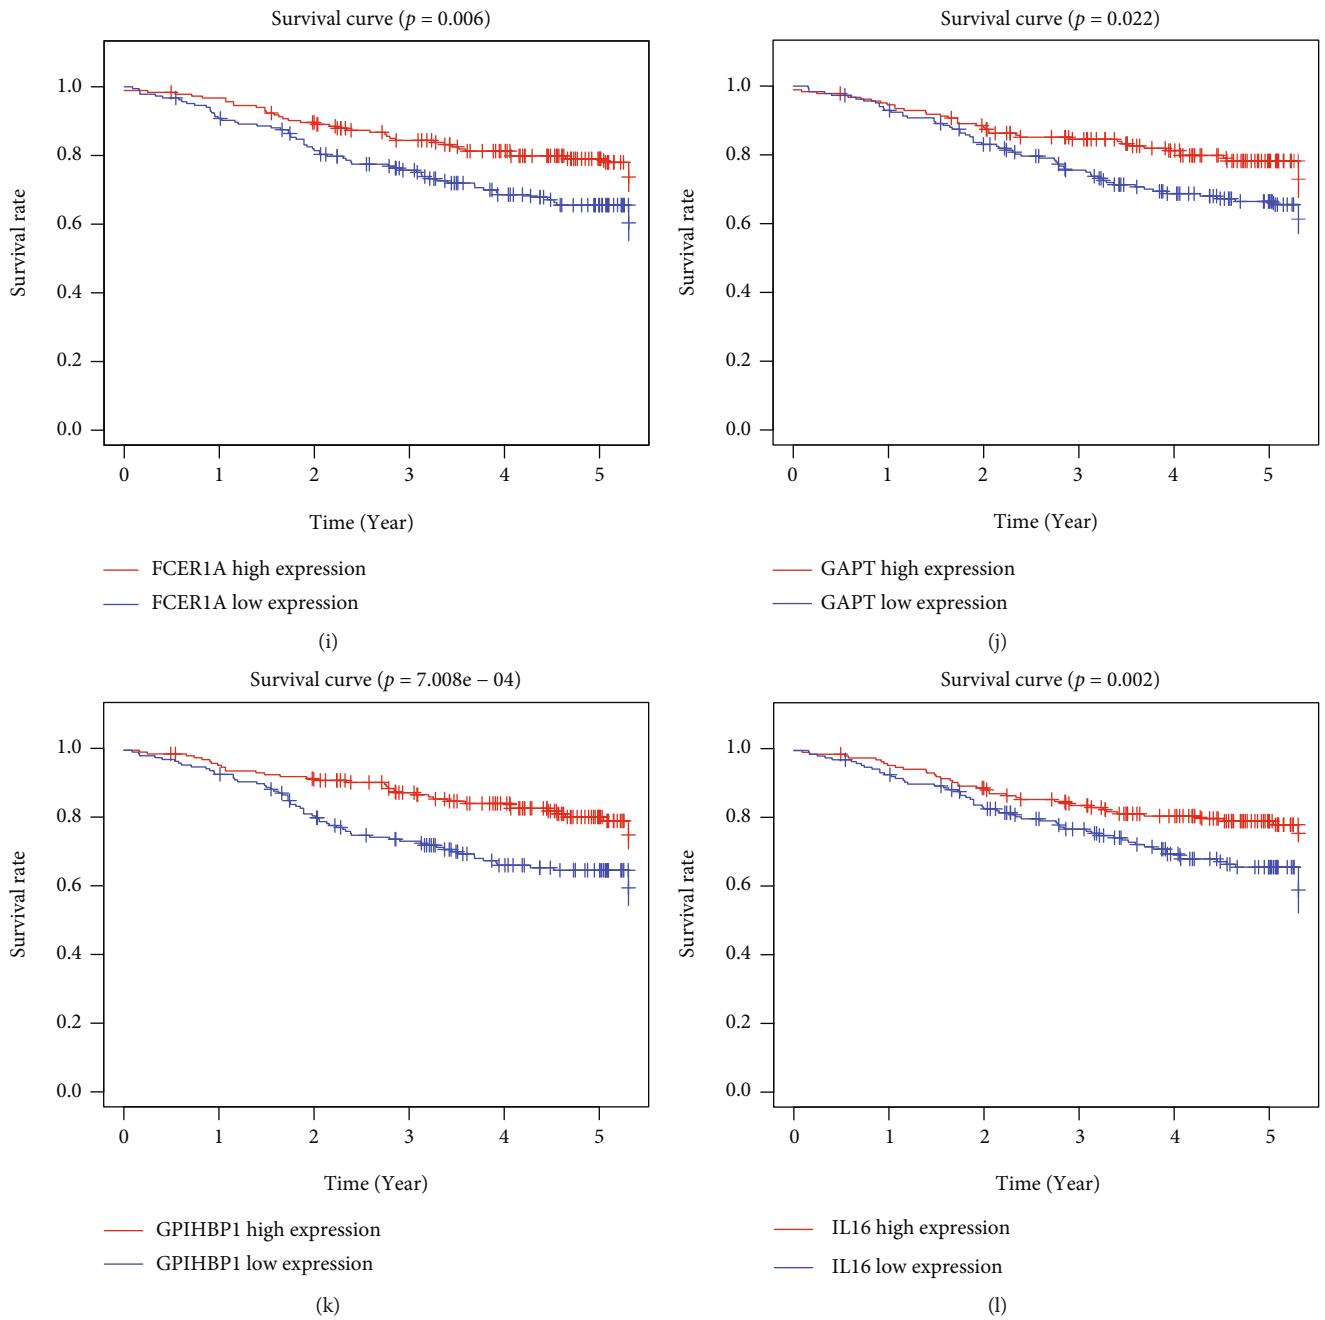 Survival curve (p = 0.006)
1.0
0.8
0.6
0.4
0.2
0.0
Survival rate
0 1 2 3 4 5
Time (Year)
FCER1A high expression
FCER1A low expression
(i)
Survival curve (p = 0.022)
1.0
0.8
0.6
0.4
0.2
0.0
Survival rate
0 1 2 3 4 5
Time (Year)
GAPT high expression
GAPT low expression
(j)
Survival curve (p = 7.008e − 04)
1.0
0.8
0.6
0.4
0.2
0.0
Survival rate
0 1 2 3 4 5
Time (Year)
GPIHBP1 high expression
GPIHBP1 low expression
(k)
Survival curve (p = 0.002)
1.0
0.8
0.6
0.4
0.2
0.0
Survival rate
0 1 2 3 4 5
Time (Year)
IL16 high expression
IL16 low expression
(l)